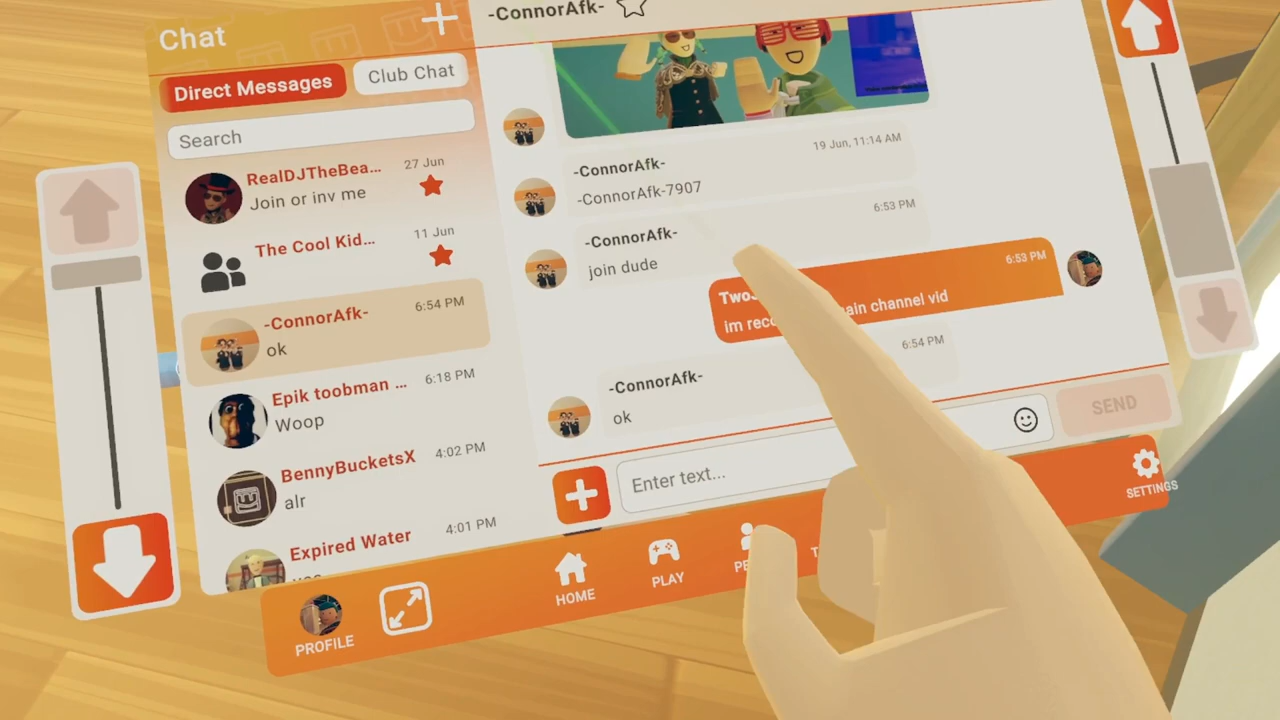 Chat
-ConnorAfk-
Direct Messages
Club Chat
Search
RealDJTheBea...
27 Jun
Join or inv me
The Cool Kid...
11 Jun
-ConnorAfk-
6:54 PM
ok
Epik toobman ...
6:18 PM
Woop
BennyBucketsX
4:02 PM
alr
Expired Water
4:01 PM
-ConnorAfk-
19 Jun, 11:14 AM
-ConnorAfk-7907
-ConnorAfk-
6:53 PM
join dude
6:53 PM
im channel vid
-ConnorAfk-
6:54 PM
ok
Enter text...
SEND
PROFILE
HOME
PLAY
SETTINGS